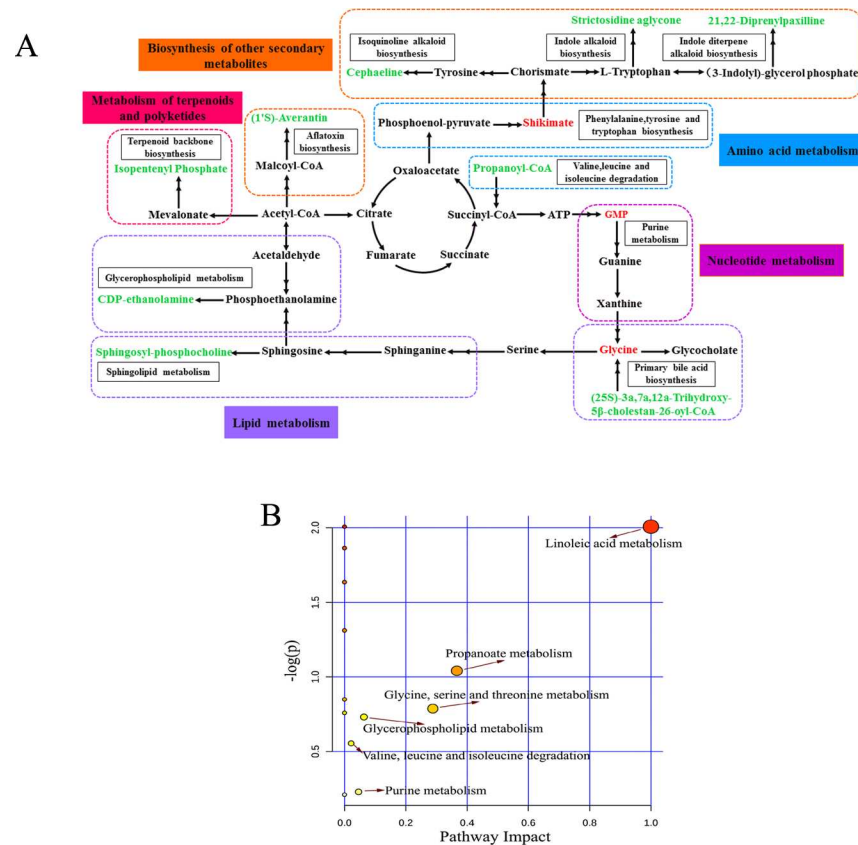 A
Strictosidine aglycone
21,22-Diprenylpaxilline
Biosynthesis of other secondary
metabolites
Isoquinoline alkaloid
biosynthesis
Indole alkaloid
biosynthesis
Indole diterpene
alkaloid biosynthesis
Cephaeline
Tyrosine
Chorismate
L-Tryptophan
(3-Indolyl)-glycerol phosphate
Metabolism of terpenoids
and polyketides
(1'S)-Averantin
Phosphoenol-pyruvate
Shikimate
Phenylalanine,tyrosine and
tryptophan biosynthesis
Terpenoid backbone
biosynthesis
Aflatoxin
biosynthesis
Amino acid metabolism
Isopentenyl Phosphate
Malcoyl-CoA
Oxaloacetate
Propanoyl-CoA
Valine,leucine and
isoleucine degradation
Mevalonate
Acetyl-CoA
Citrate
Succinyl-CoA
ATP
GMP
Purine
metabolism
Acetaldehyde
Fumarate
Succinate
Guanine
Nucleotide metabolism
Glycerophospholipid metabolism
CDP-ethanolamine
Phosphoethanolamine
Xanthine
Sphingosyl-phosphocholine
Sphingosine
Sphinganine
Serine
Glycine
Glycocholate
Sphingolipid metabolism
Primary bile acid
biosynthesis
(25S)-3a,7a,12a-Trihydroxy-
5β-cholestan-26-oyl-CoA
Lipid metabolism
B
-log(p)
2.0
1.5
1.0
0.5
Linoleic acid metabolism
Propanoate metabolism
Glycine, serine and threonine metabolism
Glycerophospholipid metabolism
Valine, leucine and isoleucine degradation
Purine metabolism
0.0
0.2
0.4
0.6
0.8
1.0
Pathway Impact